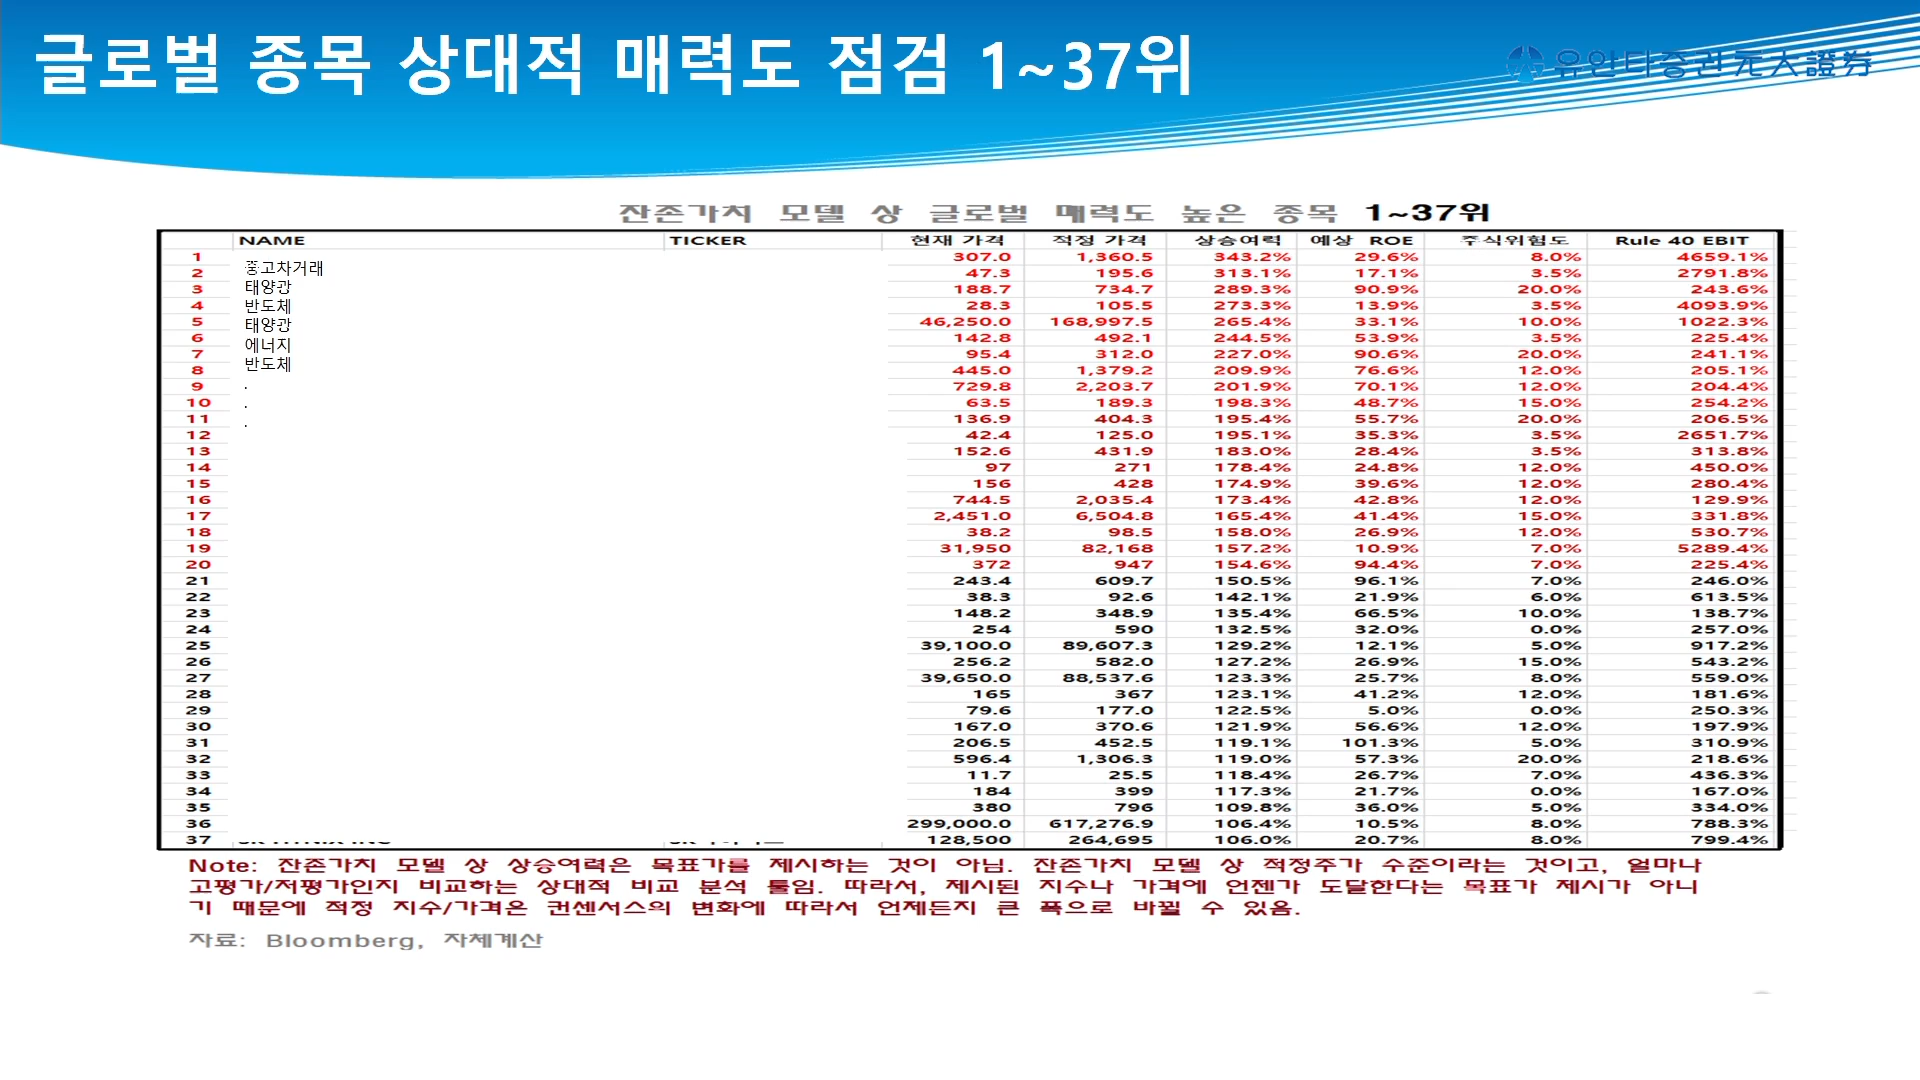 글로벌 종목 상대적 매력도 점검 1~37위
유안타증권 元大證券
잔존가치 모델 상 글로벌 매력도 높은 종목 1~37위
NAME TICKER 현재 가격 적정 가격 상승여력 예상 ROE 주식위험도 Rule 40 EBIT
1 중고차거래 307.0 1,360.5 343.2% 29.6% 8.0% 4659.1%
2 태양광 47.3 195.6 313.1% 17.1% 3.5% 2791.8%
3 반도체 188.7 734.7 289.3% 90.9% 20.0% 243.6%
4 태양광 28.3 105.5 273.3% 13.9% 3.5% 4093.9%
5 에너지 46,250.0 168,997.5 265.4% 33.1% 10.0% 1022.3%
6 반도체 142.8 492.1 244.5% 53.9% 3.5% 225.4%
7 . 95.4 312.0 227.0% 90.6% 20.0% 241.1%
8 . 445.0 1,379.2 209.9% 76.6% 12.0% 205.1%
9 . 729.8 2,203.7 201.9% 70.1% 12.0% 204.4%
10 63.5 189.3 198.3% 48.7% 15.0% 254.2%
11 136.9 404.3 195.4% 55.7% 20.0% 206.5%
12 42.4 125.0 195.1% 35.3% 3.5% 2651.7%
13 152.6 431.9 183.0% 28.4% 3.5% 313.8%
14 97 271 178.4% 24.8% 12.0% 450.0%
15 156 428 174.9% 39.6% 12.0% 280.4%
16 744.5 2,035.4 173.4% 42.8% 12.0% 129.9%
17 2,451.0 6,504.8 165.4% 41.4% 15.0% 331.8%
18 38.2 98.5 158.0% 26.9% 12.0% 530.7%
19 31,950 82,168 157.2% 10.9% 7.0% 5289.4%
20 372 947 154.6% 94.4% 7.0% 225.4%
21 243.4 609.7 150.5% 96.1% 7.0% 246.0%
22 38.3 92.6 142.1% 21.9% 6.0% 613.5%
23 148.2 348.9 135.4% 66.5% 10.0% 138.7%
24 254 590 132.5% 32.0% 0.0% 257.0%
25 39,100.0 89,607.3 129.2% 12.1% 5.0% 917.2%
26 256.2 582.0 127.2% 26.9% 15.0% 543.2%
27 39,650.0 88,537.6 123.3% 25.7% 8.0% 559.0%
28 165 367 123.1% 41.2% 12.0% 181.6%
29 79.6 177.0 122.5% 5.0% 0.0% 250.3%
30 167.0 370.6 121.9% 56.6% 12.0% 197.9%
31 206.5 452.5 119.1% 101.3% 5.0% 310.9%
32 596.4 1,306.3 119.0% 57.3% 20.0% 218.6%
33 11.7 25.5 118.4% 26.7% 7.0% 436.3%
34 184 399 117.3% 21.7% 0.0% 167.0%
35 380 796 109.8% 36.0% 5.0% 334.0%
36 299,000.0 617,276.9 106.4% 10.5% 8.0% 788.3%
37 128,500 264,695 106.0% 20.7% 8.0% 799.4%
Note: 잔존가치 모델 상 상승여력은 목표가를 제시하는 것이 아님. 잔존가치 모델 상 적정주가 수준이라는 것이고, 얼마나
고평가/저평가인지 비교하는 상대적 비교 분석 툴임. 따라서, 제시된 지수나 가격에 언젠가 도달한다는 목표가 제시가 아니
기 때문에 적정 지수/가격은 컨센서스의 변화에 따라서 언제든지 큰 폭으로 바뀔 수 있음.
자료: Bloomberg, 자체계산